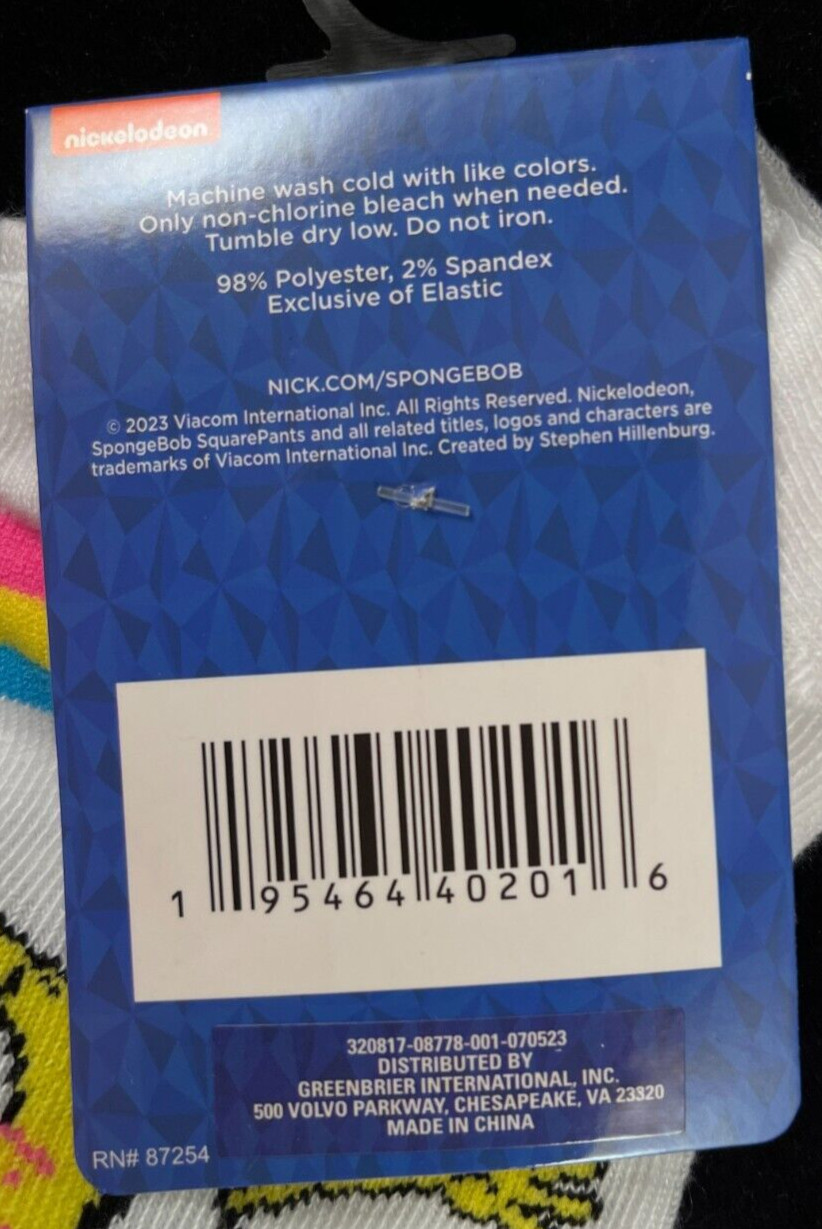 nickelodeon
Machine wash cold with like colors.
Only non-chlorine bleach when needed.
Tumble dry low. Do not iron.
98% Polyester, 2% Spandex
Exclusive of Elastic
NICK.COM/SPONGEBOB
© 2023 Viacom International Inc. All Rights Reserved. Nickelodeon,
SpongeBob SquarePants and all related titles, logos and characters are
trademarks of Viacom International Inc. Created by Stephen Hillenburg.
1 95464 40201 6
320817-08778-001-070523
DISTRIBUTED BY
GREENBRIER INTERNATIONAL, INC.
500 VOLVO PARKWAY, CHESAPEAKE, VA 23320
MADE IN CHINA
RN# 87254